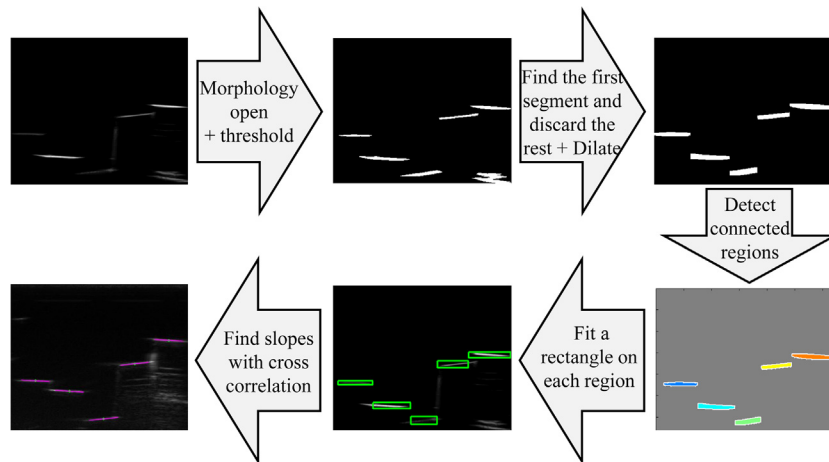 Morphology
open
+ threshold
Find the first
segment and
discard the
rest + Dilate
Detect
connected
regions
Fit a
rectangle on
each region
Find slopes
with cross
correlation